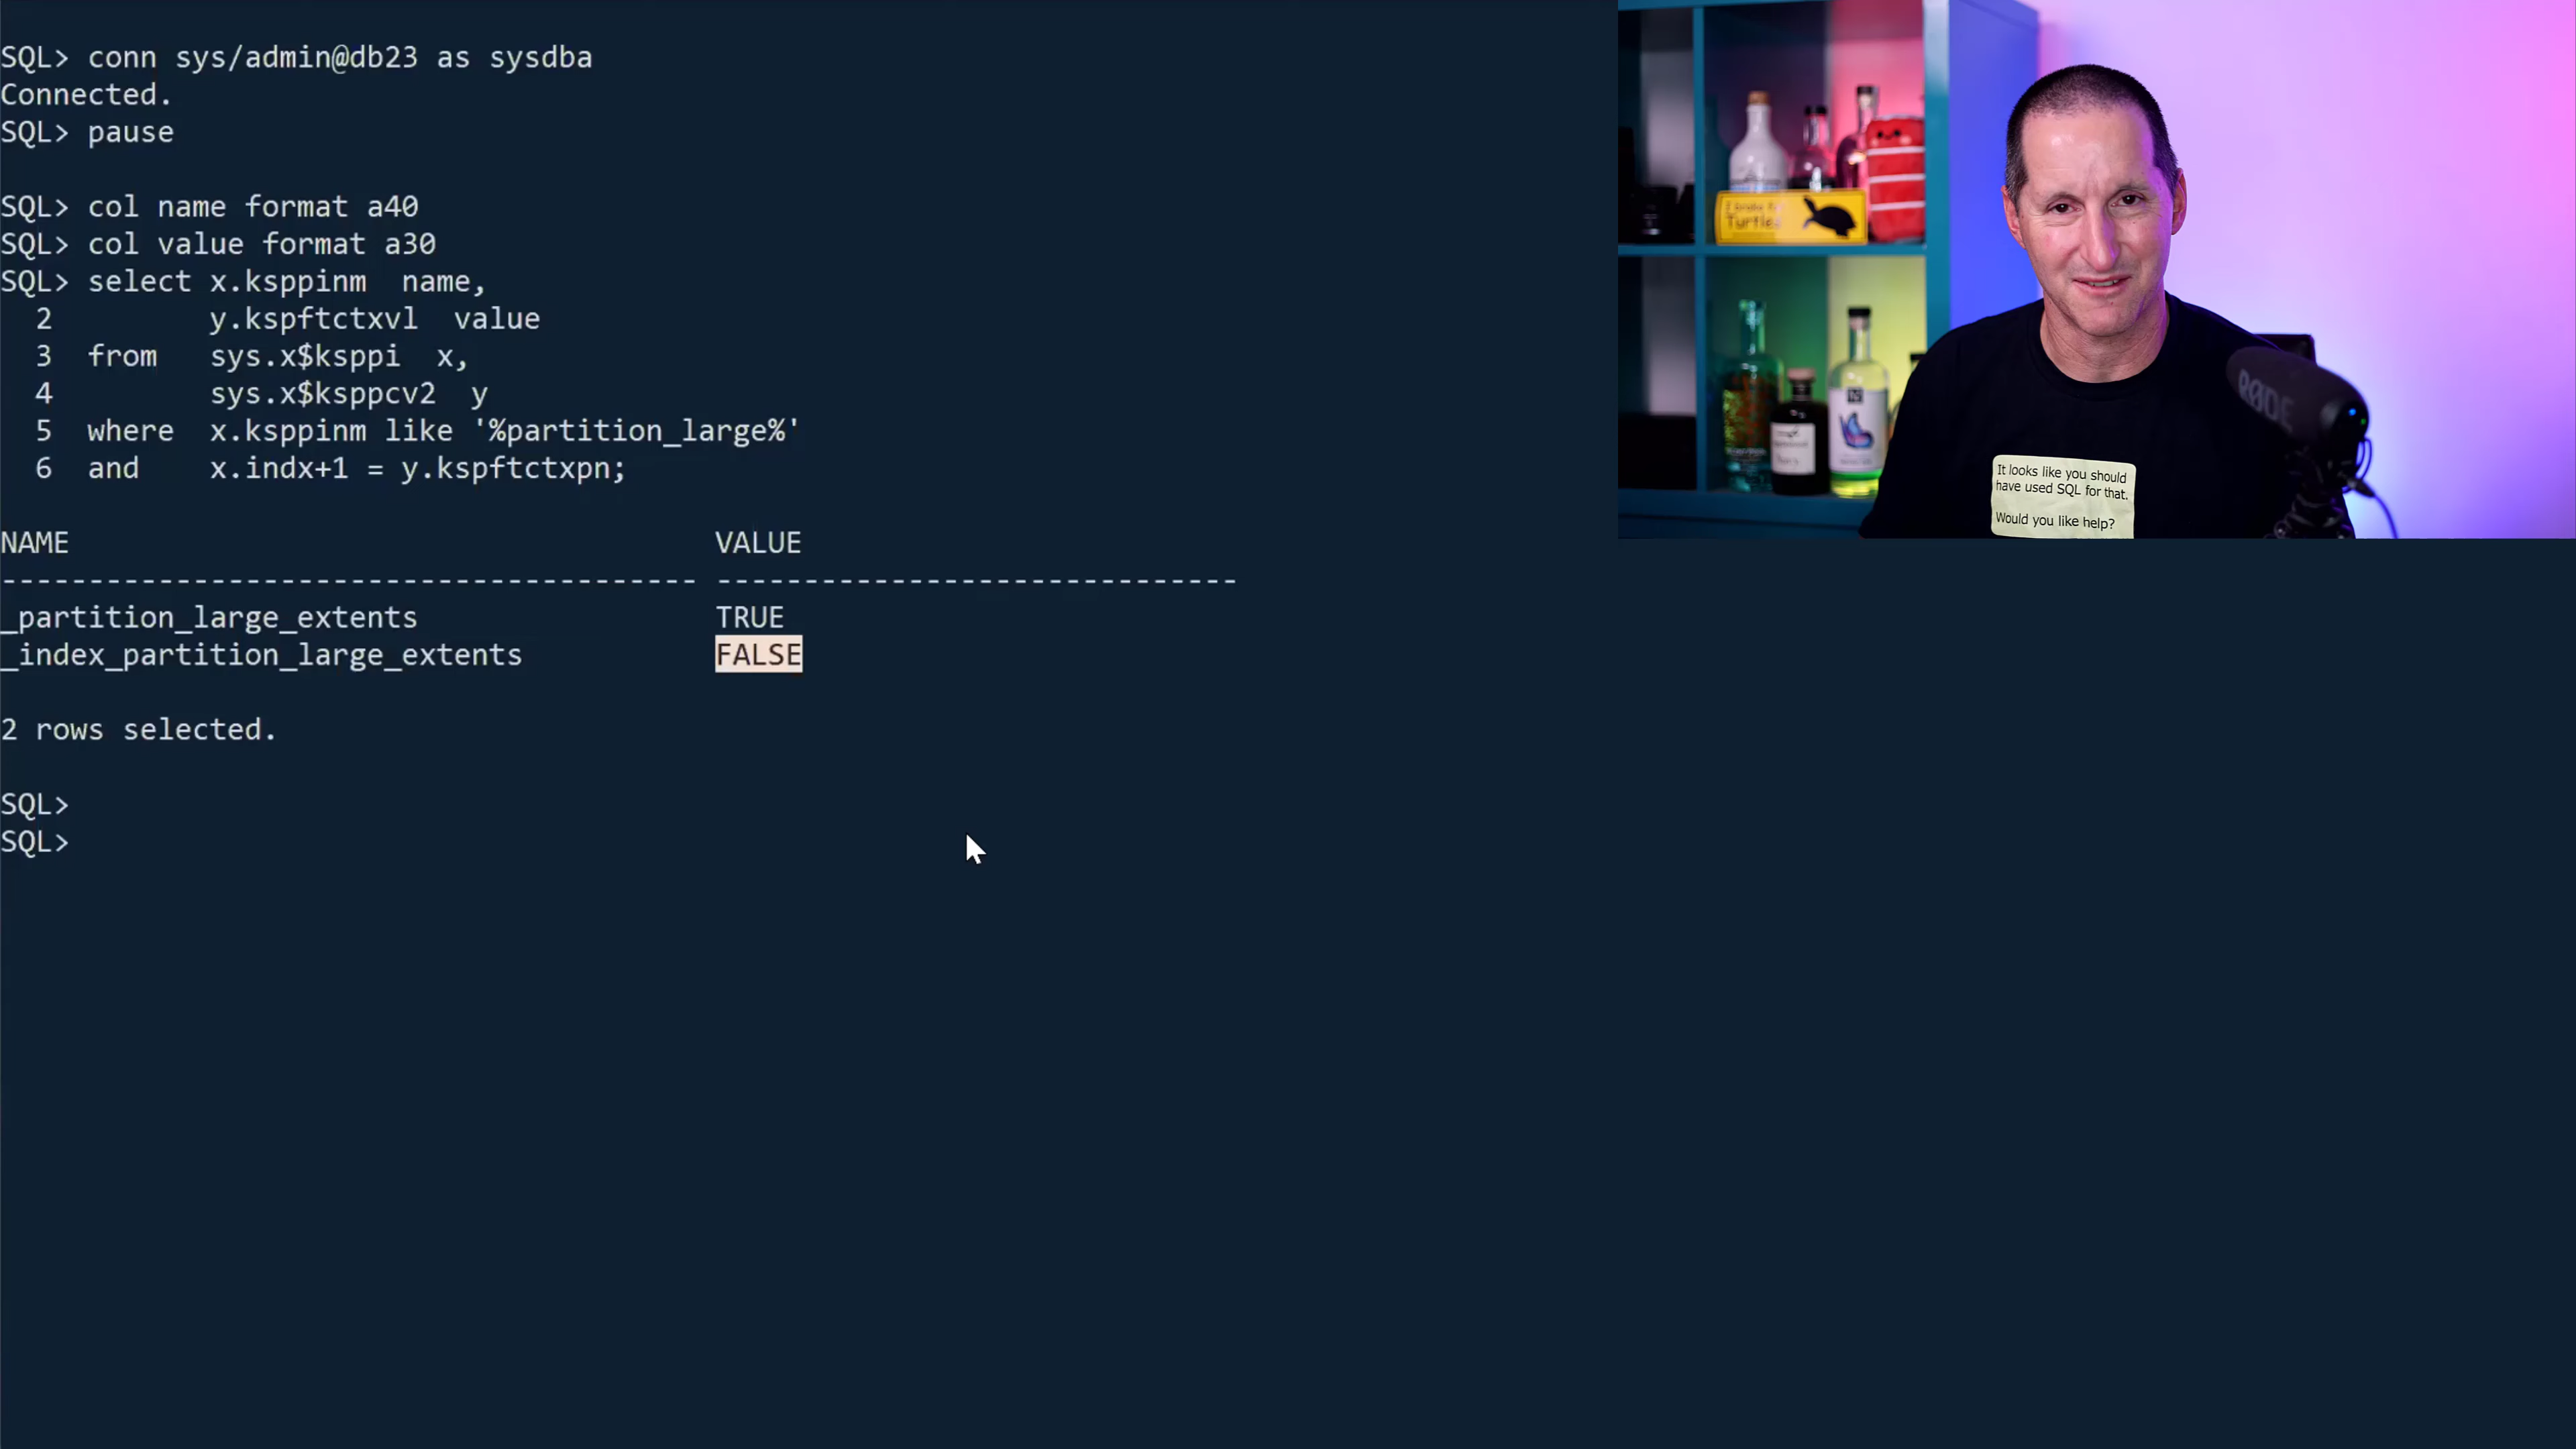 SQL> conn sys/admin@db23 as sysdba
Connected.
SQL> pause
SQL> col name format a40
SQL> col value format a30
SQL> select x.ksppinm  name,
  2         y.kspftctxvl  value
  3  from   sys.x$ksppi  x,
  4         sys.x$ksppcv2  y
  5  where  x.ksppinm like '%partition_large%'
  6  and    x.indx+1 = y.kspftctxpn;
NAME                                     VALUE
---------------------------------------- ------------------------------
_partition_large_extents                 TRUE
_index_partition_large_extents           FALSE
2 rows selected.
SQL>
SQL>
Turtles
RØDE
It looks like you should
have used SQL for that.
Would you like help?